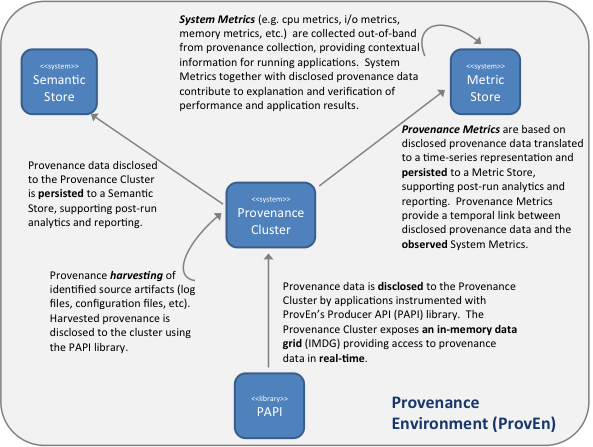 System Metrics (e.g. cpu metrics, i/o metrics,
memory metrics, etc.) are collected out-of-band
from provenance collection, providing contextual
information for running applications. System
Metrics together with disclosed provenance data
contribute to explanation and verification of
performance and application results.
<<system>>
Semantic
Store
<<system>>
Metric
Store
Provenance Metrics are based on
disclosed provenance data translated
to a time-series representation and
persisted to a Metric Store,
supporting post-run analytics and
reporting. Provenance Metrics
provide a temporal link between
disclosed provenance data and the
observed System Metrics.
Provenance data disclosed
to the Provenance Cluster
is persisted to a Semantic
Store, supporting post-run
analytics and reporting.
<<system>>
Provenance
Cluster
Provenance harvesting of
identified source artifacts (log
files, configuration files, etc).
Harvested provenance is
disclosed to the cluster using
the PAPI library.
Provenance data is disclosed to the Provenance
Cluster by applications instrumented with
ProvEn's Producer API (PAPI) library. The
Provenance Cluster exposes an in-memory data
grid (IMDG) providing access to provenance
data in real-time.
<<library>>
PAPI
Provenance
Environment (ProvEn)